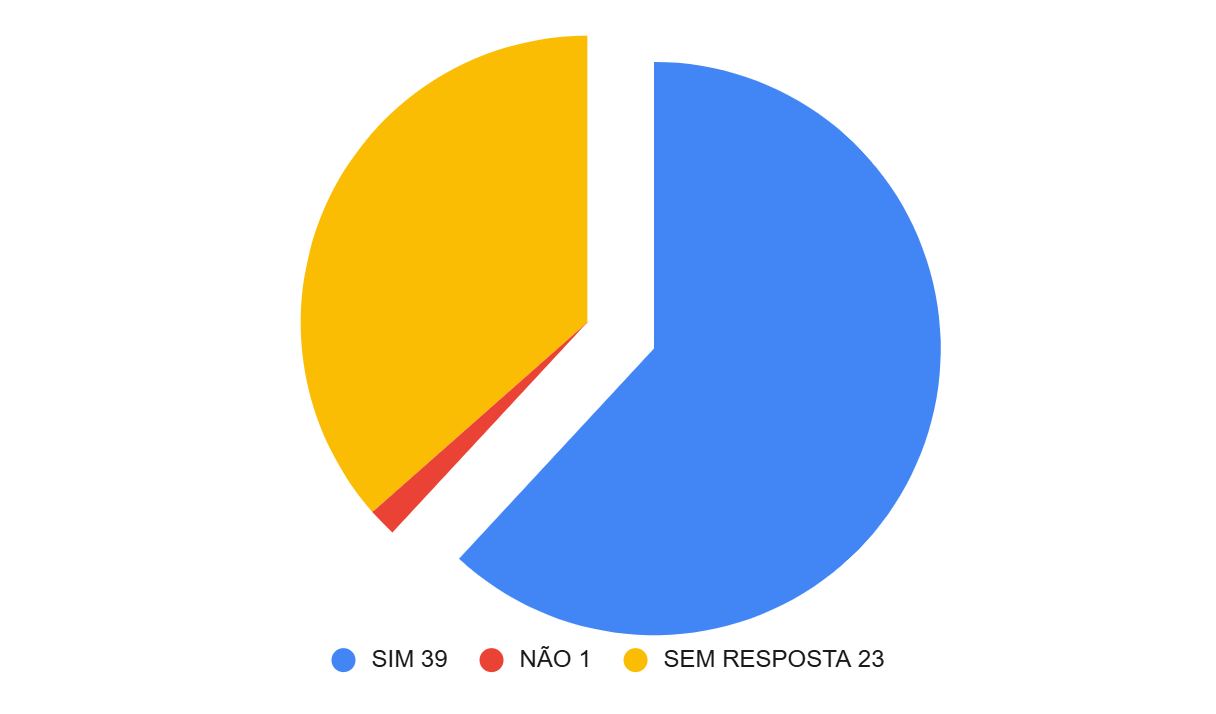 SIM 39 NÃO 1 SEM RESPOSTA 23